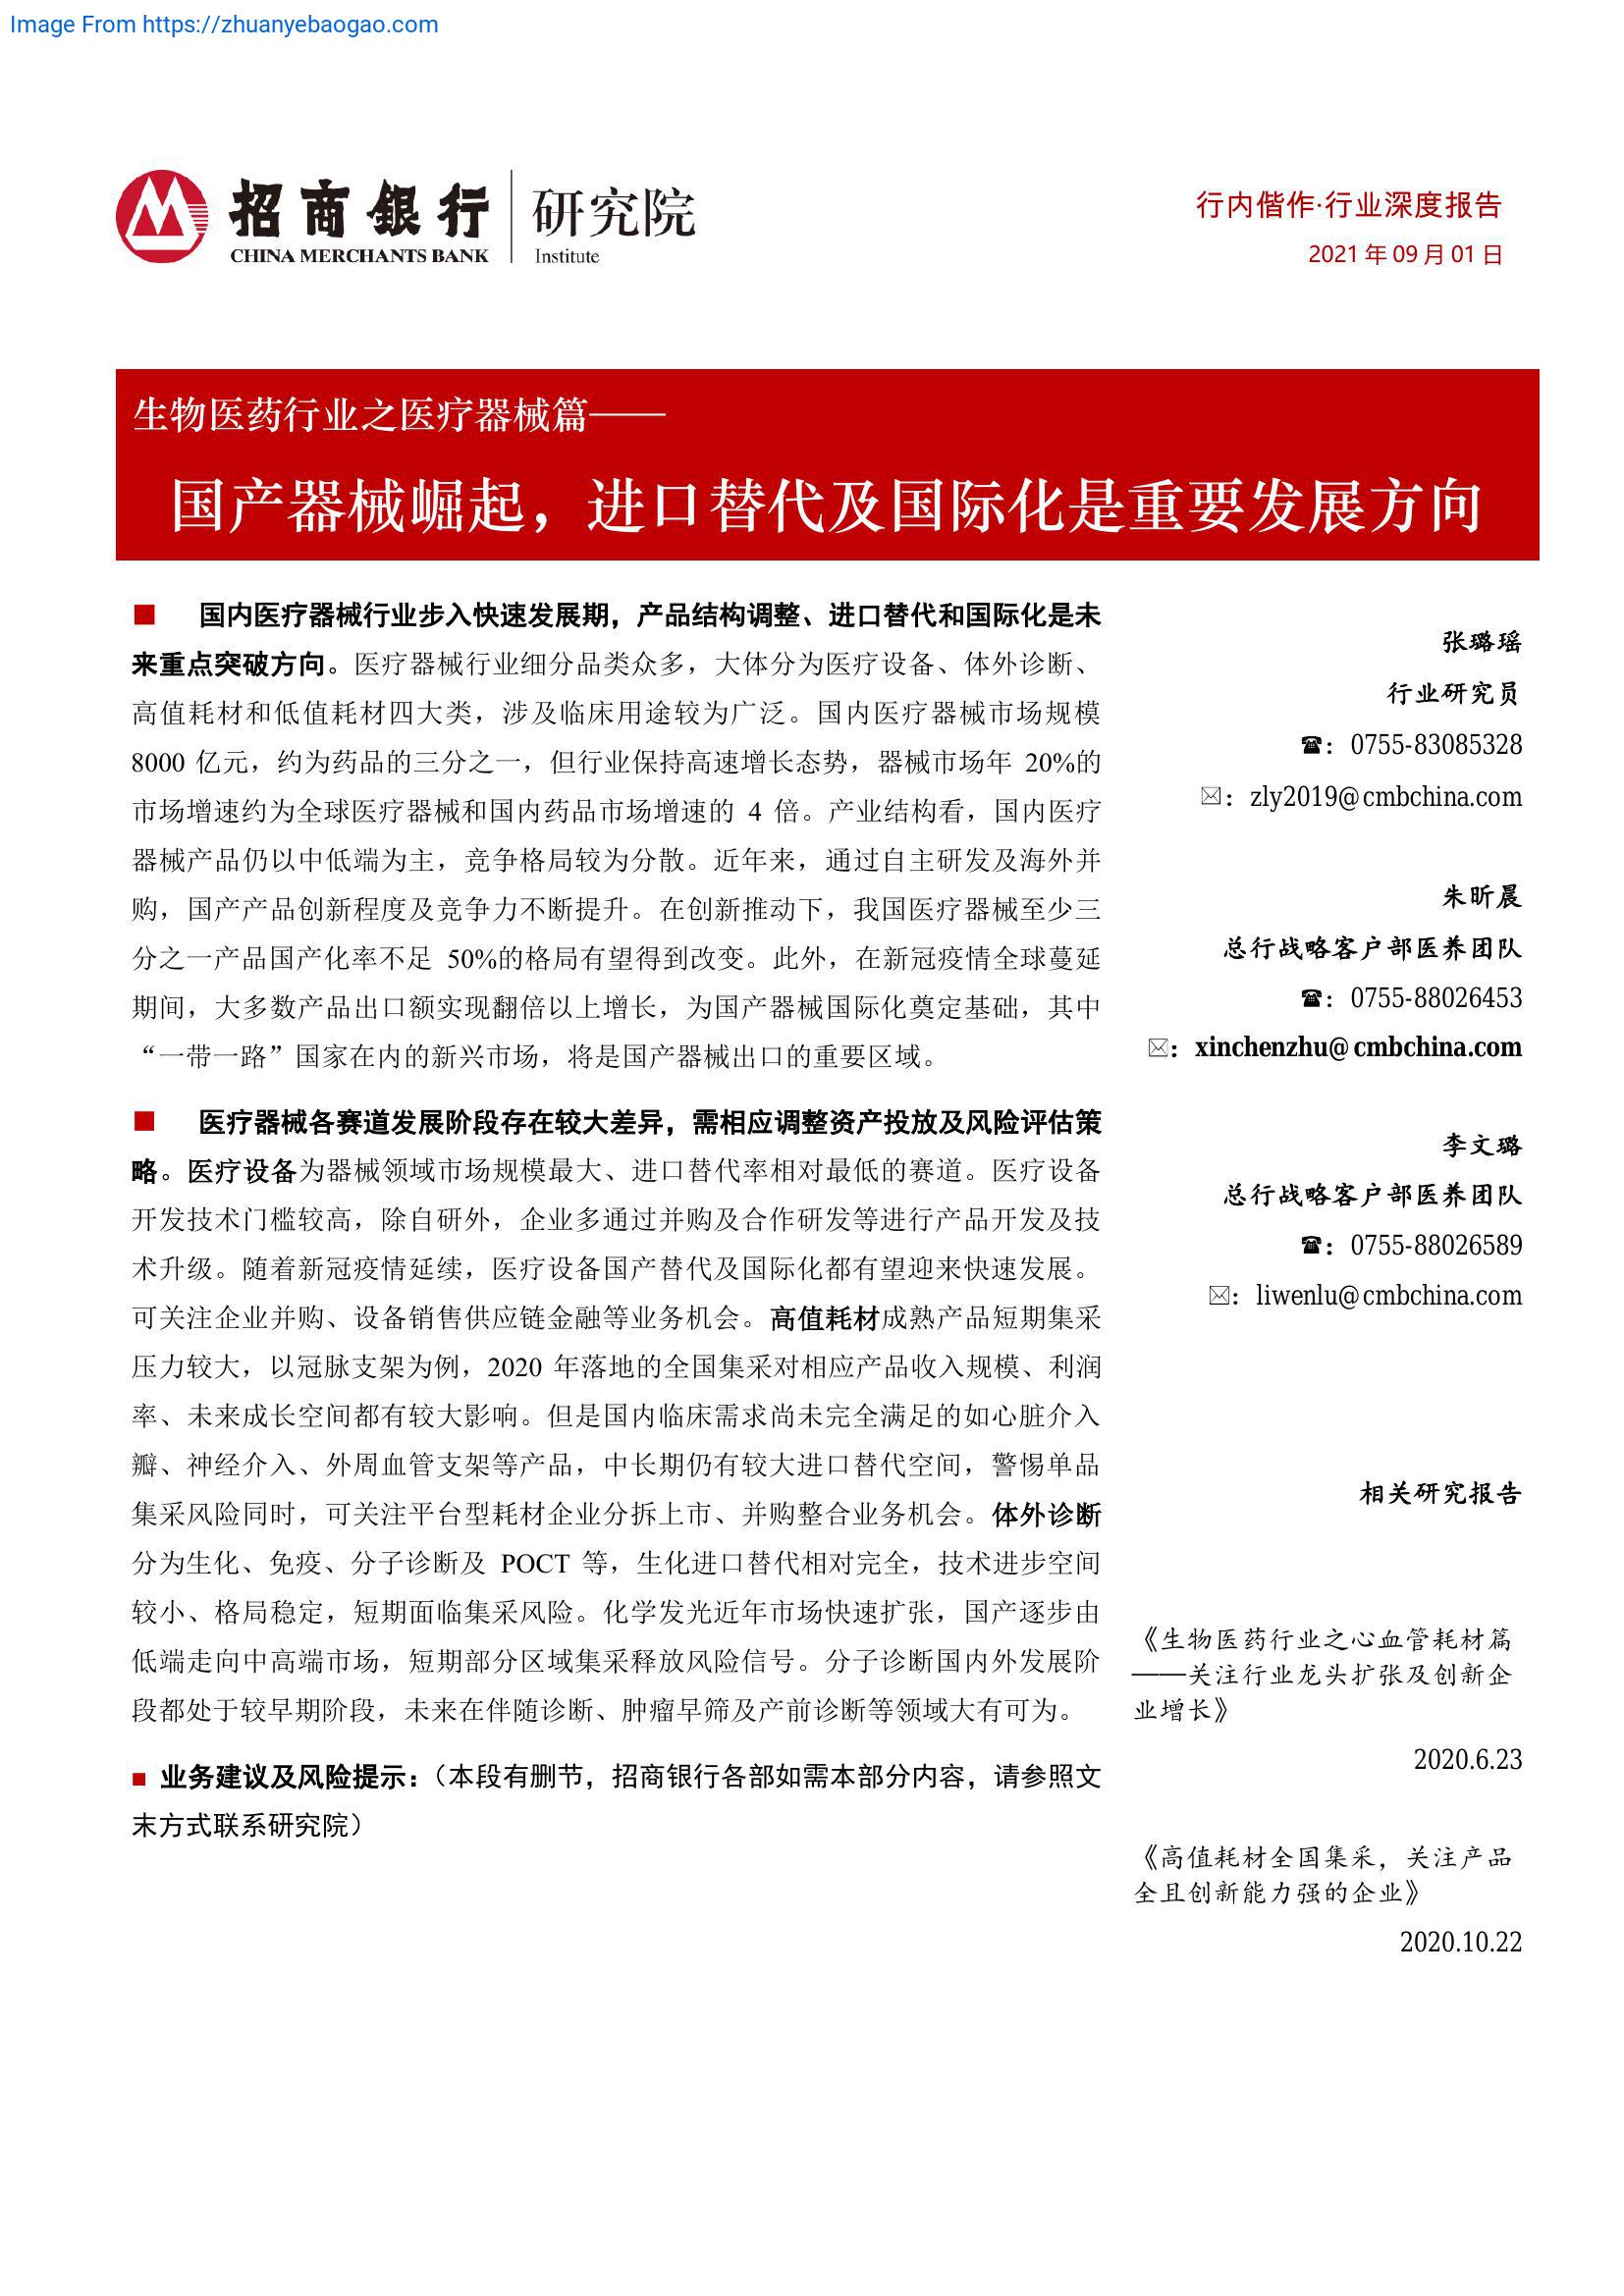 Image From https://zhuanyebaogao.com
招商银行
CHINA MERCHANTS BANK
研究院
Institute
行内偕作·行业深度报告
2021 年 09 月 01 日
生物医药行业之医疗器械篇——
国产器械崛起，进口替代及国际化是重要发展方向
■ 国内医疗器械行业步入快速发展期，产品结构调整、进口替代和国际化是未
来重点突破方向。医疗器械行业细分品类众多，大体分为医疗设备、体外诊断、
高值耗材和低值耗材四大类，涉及临床用途较为广泛。国内医疗器械市场规模
8000 亿元，约为药品的三分之一，但行业保持高速增长态势，器械市场年 20%的
市场增速约为全球医疗器械和国内药品市场增速的 4 倍。产业结构看，国内医疗
器械产品仍以中低端为主，竞争格局较为分散。近年来，通过自主研发及海外并
购，国产产品创新程度及竞争力不断提升。在创新推动下，我国医疗器械至少三
分之一产品国产化率不足 50%的格局有望得到改变。此外，在新冠疫情全球蔓延
期间，大多数产品出口额实现翻倍以上增长，为国产器械国际化奠定基础，其中
“一带一路”国家在内的新兴市场，将是国产器械出口的重要区域。
■ 医疗器械各赛道发展阶段存在较大差异，需相应调整资产投放及风险评估策
略。医疗设备为器械领域市场规模最大、进口替代率相对最低的赛道。医疗设备
开发技术门槛较高，除自研外，企业多通过并购及合作研发等进行产品开发及技
术升级。随着新冠疫情延续，医疗设备国产替代及国际化都有望迎来快速发展。
可关注企业并购、设备销售供应链金融等业务机会。高值耗材成熟产品短期集采
压力较大，以冠脉支架为例，2020 年落地的全国集采对相应产品收入规模、利润
率、未来成长空间都有较大影响。但是国内临床需求尚未完全满足的如心脏介入
瓣、神经介入、外周血管支架等产品，中长期仍有较大进口替代空间，警惕单品
集采风险同时，可关注平台型耗材企业分拆上市、并购整合业务机会。体外诊断
分为生化、免疫、分子诊断及 POCT 等，生化进口替代相对完全，技术进步空间
较小、格局稳定，短期面临集采风险。化学发光近年市场快速扩张，国产逐步由
低端走向中高端市场，短期部分区域集采释放风险信号。分子诊断国内外发展阶
段都处于较早期阶段，未来在伴随诊断、肿瘤早筛及产前诊断等领域大有可为。
■ 业务建议及风险提示：（本段有删节，招商银行各部如需本部分内容，请参照文
末方式联系研究院）
张璐瑶
行业研究员
☎：0755-83085328
✉：zly2019@cmbchina.com
朱昕晨
总行战略客户部医养团队
☎：0755-88026453
✉：xinchenzhu@cmbchina.com
李文璐
总行战略客户部医养团队
☎：0755-88026589
✉：liwenlu@cmbchina.com
相关研究报告
《生物医药行业之心血管耗材篇
——关注行业龙头扩张及创新企
业增长》
2020.6.23
《高值耗材全国集采，关注产品
全且创新能力强的企业》
2020.10.22